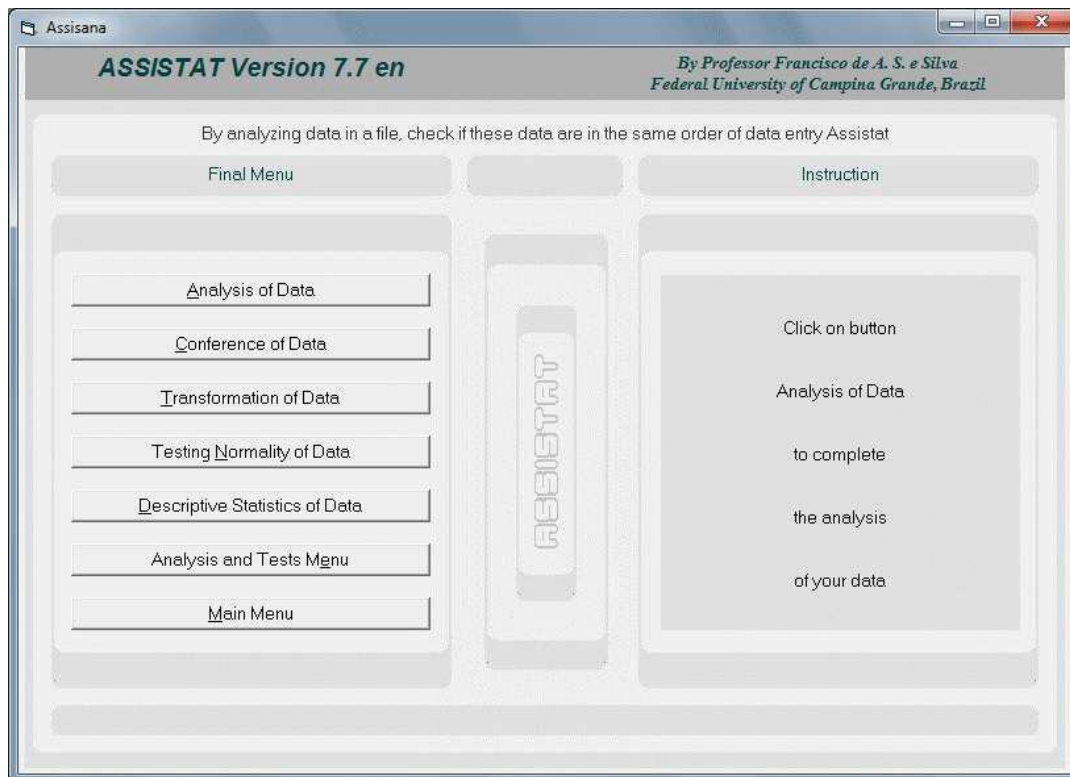 Assisana
ASSISTAT Version 7.7 en
By Professor Francisco de A. S. e Silva
Federal University of Campina Grande, Brazil
By analyzing data in a file, check if these data are in the same order of data entry Assistat
Final Menu
Instruction
Analysis of Data
Conference of Data
Transformation of Data
Testing Normality of Data
Descriptive Statistics of Data
Analysis and Tests Menu
Main Menu
ASSISTAT
Click on button
Analysis of Data
to complete
the analysis
of your data